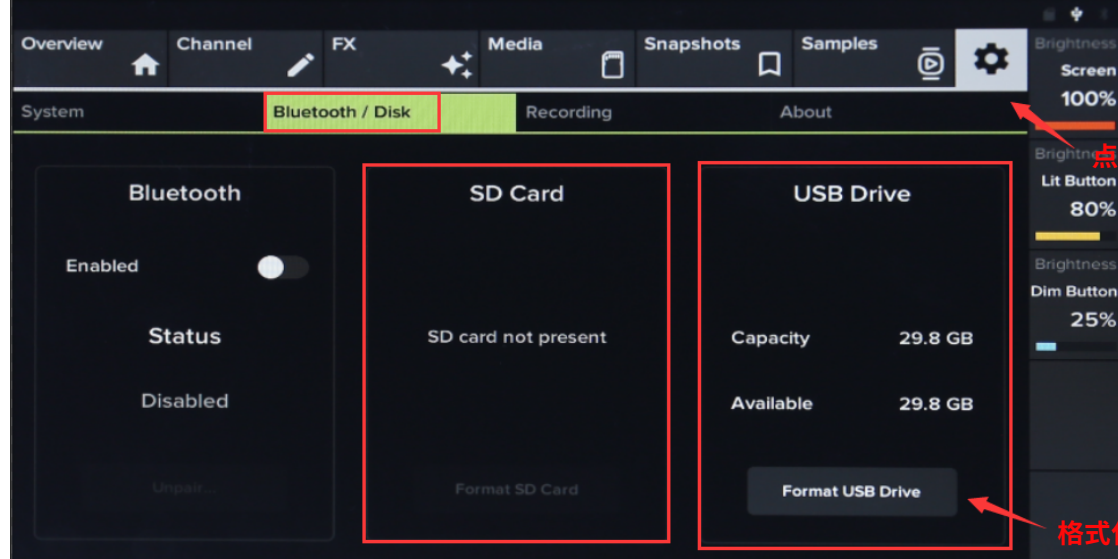 Overview Channel FX Media Snapshots Samples
System Bluetooth / Disk Recording About
Brightness
Screen
100%
点
Brightness
Lit Button
80%
Brightness
Dim Button
25%
Bluetooth
Enabled
Status
Disabled
Unpair...
SD Card
SD card not present
Format SD Card
USB Drive
Capacity 29.8 GB
Available 29.8 GB
Format USB Drive
格式